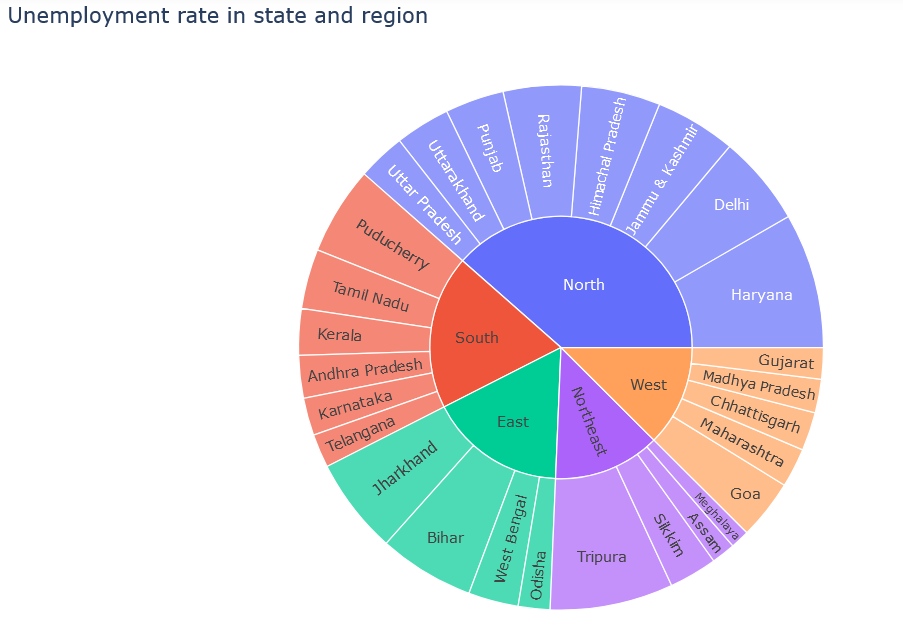 Unemployment rate in state and region
North
Haryana
Delhi
Jammu & Kashmir
Himachal Pradesh
Rajasthan
Punjab
Uttarakhand
Uttar Pradesh
South
Puducherry
Tamil Nadu
Kerala
Andhra Pradesh
Karnataka
Telangana
East
Jharkhand
Bihar
West Bengal
Odisha
Northeast
Tripura
Sikkim
Assam
Meghalaya
West
Goa
Maharashtra
Chhattisgarh
Madhya Pradesh
Gujarat